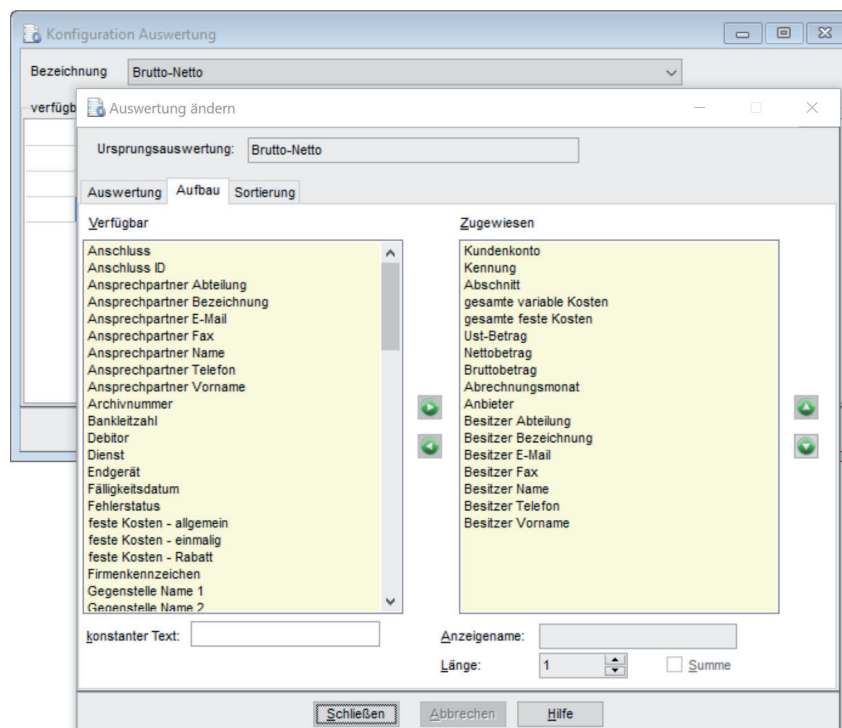 Konfiguration Auswertung
Bezeichnung
Brutto-Netto
verfügb
Auswertung ändern
Ursprungsauswertung:
Brutto-Netto
Auswertung
Aufbau
Sortierung
Verfügbar
Anschluss
Anschluss ID
Ansprechpartner Abteilung
Ansprechpartner Bezeichnung
Ansprechpartner E-Mail
Ansprechpartner Fax
Ansprechpartner Name
Ansprechpartner Telefon
Ansprechpartner Vorname
Archivnummer
Bankleitzahl
Debitor
Dienst
Endgerät
Fälligkeitsdatum
Fehlerstatus
feste Kosten - allgemein
feste Kosten - einmalig
feste Kosten - Rabatt
Firmenkennzeichen
Gegenstelle Name 1
Gegenstelle Name 2
Zugewiesen
Kundenkonto
Kennung
Abschnitt
gesamte variable Kosten
gesamte feste Kosten
Ust-Betrag
Nettobetrag
Bruttobetrag
Abrechnungsmonat
Anbieter
Besitzer Abteilung
Besitzer Bezeichnung
Besitzer E-Mail
Besitzer Fax
Besitzer Name
Besitzer Telefon
Besitzer Vorname
konstanter Text:
Anzeigename:
Länge:
1
Summe
Schließen
Abbrechen
Hilfe